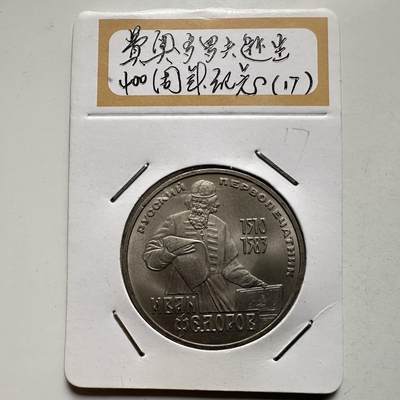 费奥多罗夫逝世
400周年纪念(17)
17
РУССКИЙ ПЕРВОПЕЧАТНИК
1510
1583
ИВАН
ФЕДОРОВ